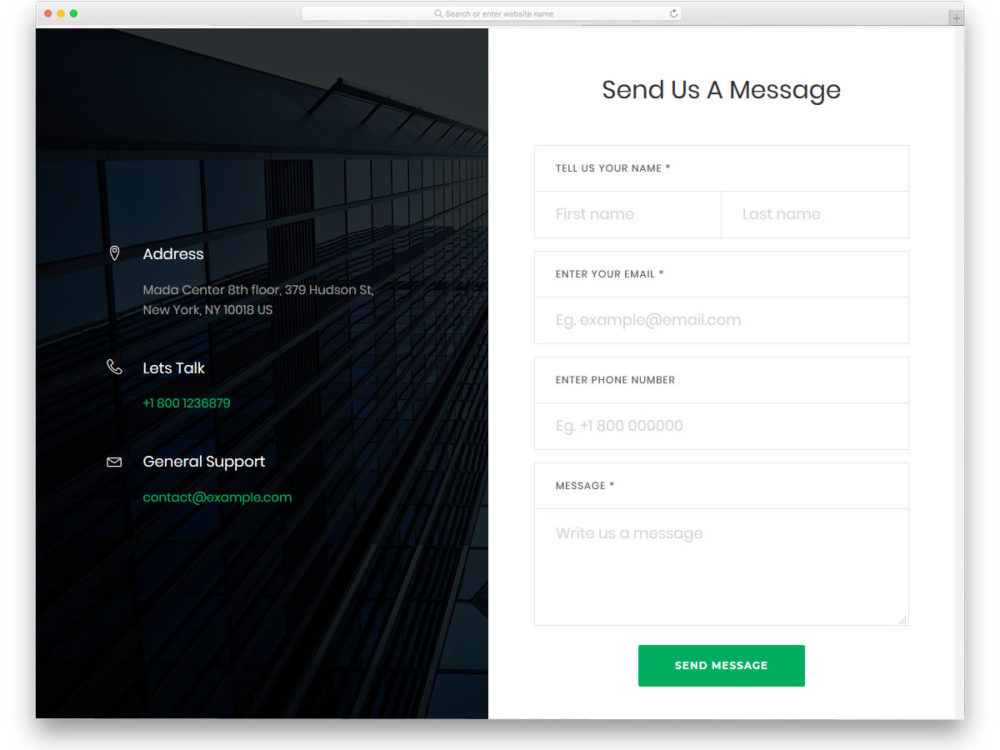 Search or enter website name
Address
Mada Center 8th floor, 379 Hudson St,
New York, NY 10018 US
Lets Talk
+1 800 1236879
General Support
contact@example.com
Send Us A Message
TELL US YOUR NAME *
First name Last name
ENTER YOUR EMAIL *
Eg. example@email.com
ENTER PHONE NUMBER
Eg. +1 800 000000
MESSAGE *
Write us a message
SEND MESSAGE